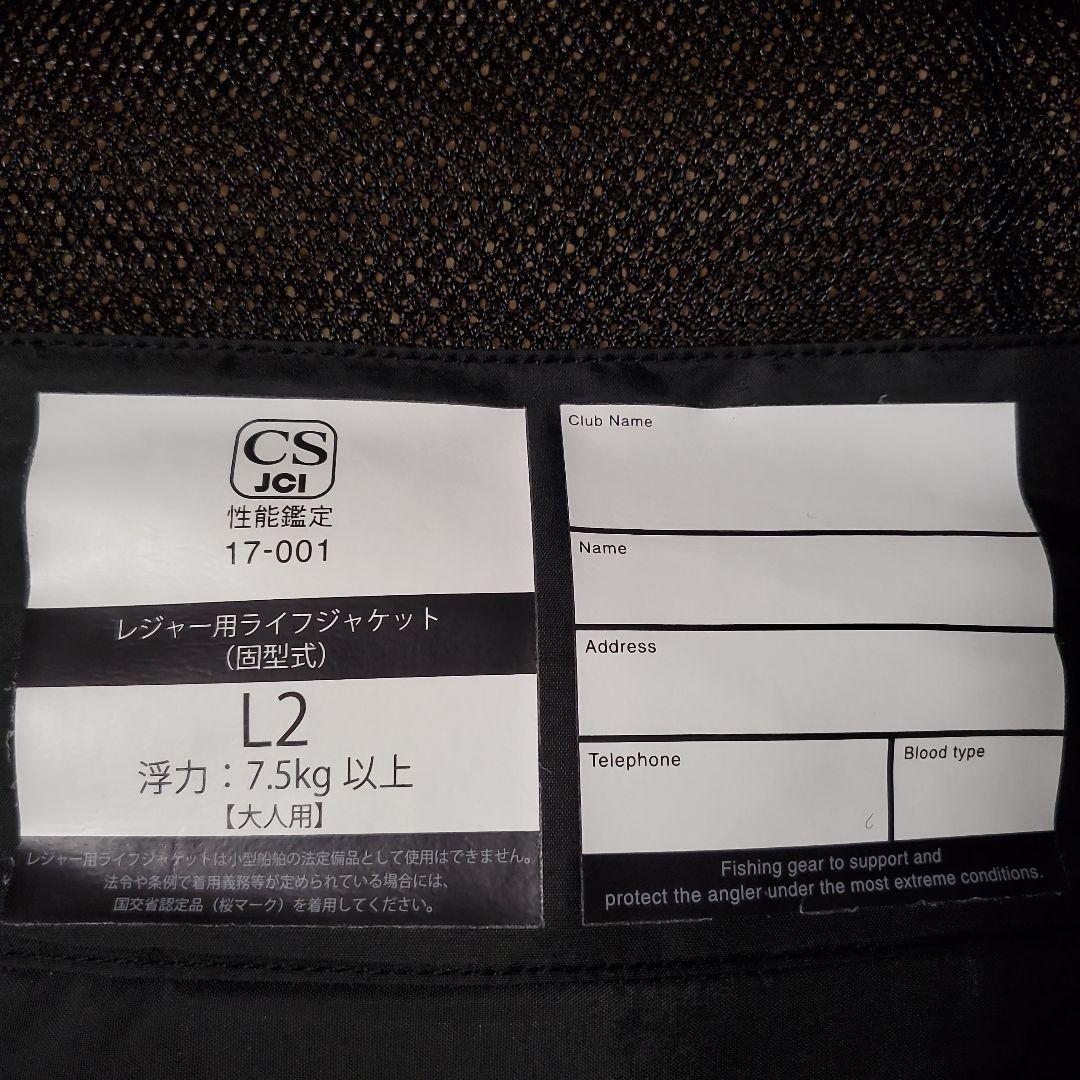 CS
JCI
性能鑑定
17-001
レジャー用ライフジャケット
（固型式）
L2
浮力：7.5kg 以上
【大人用】
レジャー用ライフジャケットは小型船舶の法定備品として使用はできません。
法令や条例で着用義務等が定められている場合には、
国交省認定品（桜マーク）を着用してください。
Club Name
Name
Address
Telephone
Blood type
Fishing gear to support and
protect the angler under the most extreme conditions.